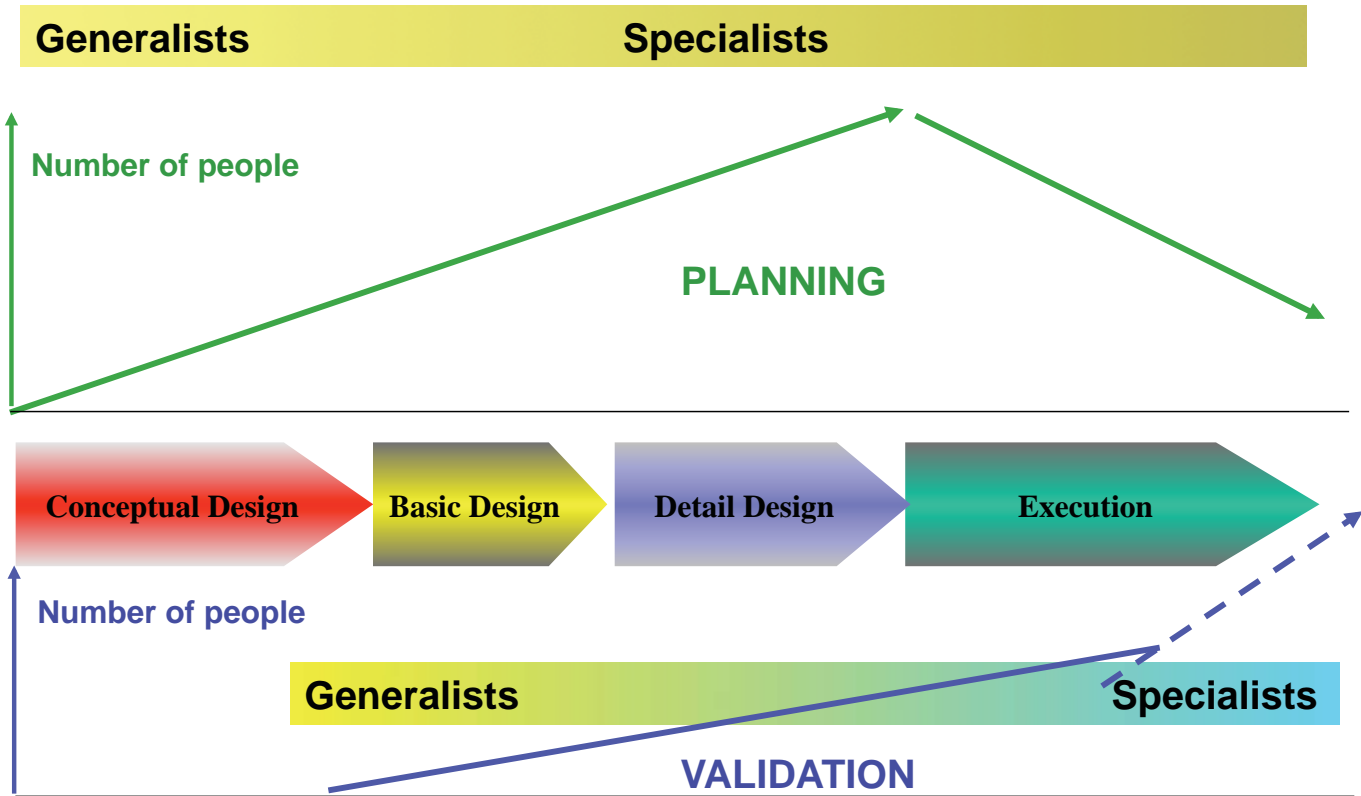 Generalists Specialists
Number of people
PLANNING
Conceptual Design Basic Design Detail Design Execution
Number of people
Generalists Specialists
VALIDATION